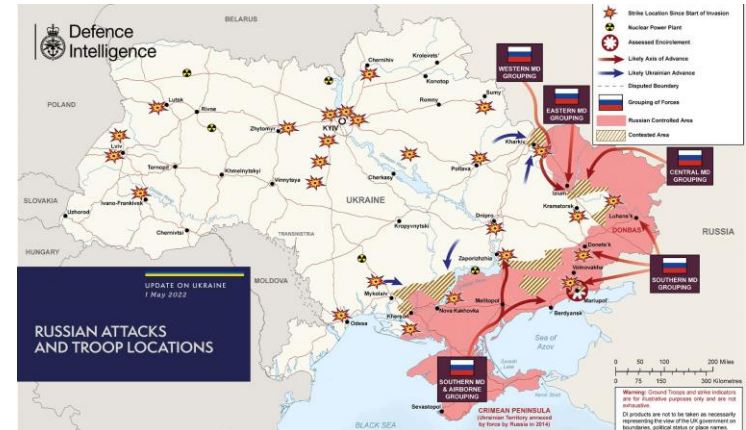 Defence
Intelligence
BELARUS
POLAND
SLOVAKIA
HUNGARY
MOLDOVA
TRANSNISTRIA
UKRAINE
RUSSIA
DONBAS
Lutsk
Rivne
Lviv
Ternopil
Khmelnytskyi
Zhytomyr
KYIV
Chernihiv
Krolevets'
Konotop
Romny
Sumy
Kharkiv
Poltava
Cherkasy
Vinnytsya
Ivano-Frankivsk
Uzhorod
Chernivtsi
Kropyvnytskyi
Dnipro
Izium
Kramatorsk
Luhans'k
Donets'k
Volnovakha
Mariupol
Zaporizhzhia
Melitopol
Berdyansk
Mykolaiv
Kherson
Nova Kakhovka
Odesa
Sevastopol
Sea of
Azov
BLACK SEA
CRIMEAN PENINSULA
(Ukrainian Territory annexed
by force by Russia in 2014)
WESTERN MD
GROUPING
EASTERN MD
GROUPING
CENTRAL MD
GROUPING
SOUTHERN MD
GROUPING
SOUTHERN MD
& AIRBORNE
GROUPING
Strike Location Since Start of Invasion
Nuclear Power Plant
Assessed Encirclement
Likely Axis of Advance
Likely Ukrainian Advance
Disputed Boundary
Grouping of Forces
Russian Controlled Area
Contested Area
UPDATE ON UKRAINE
1 May 2022
RUSSIAN ATTACKS
AND TROOP LOCATIONS
0 50 100 200 Miles
0 75 150 300 Kilometres
Warning: Ground Troops and strike indicators
are for illustrative purposes only and are not
exhaustive.
DI products are not to be taken as necessarily
representing the view of the UK government on
boundaries, political status or place names.